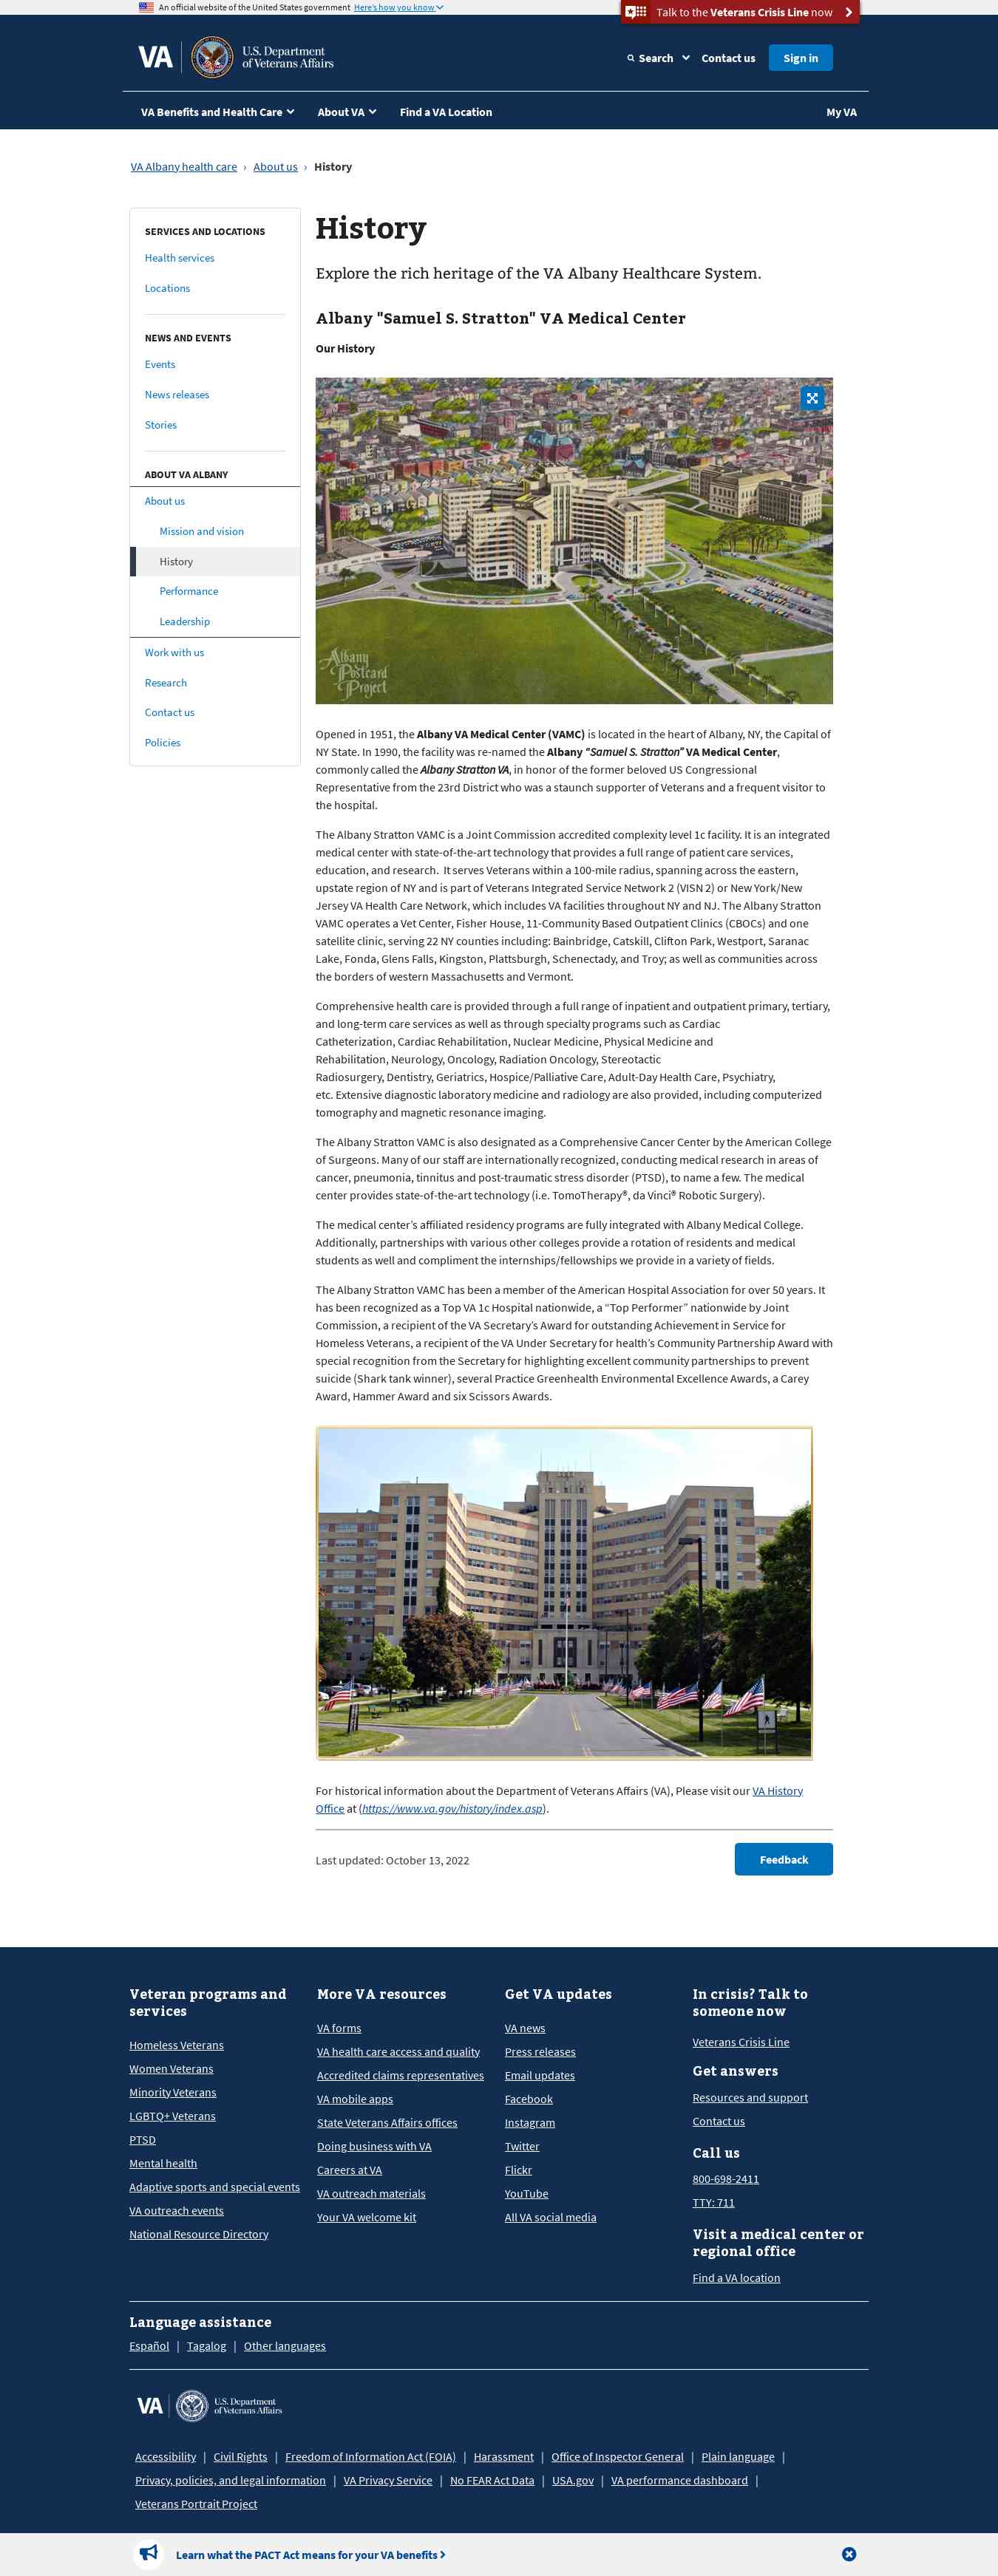 An official website of the United States government Here's how you know
Talk to the Veterans Crisis Line now
VA
U.S. Department
of Veterans Affairs
Search Contact us Sign in
VA Benefits and Health Care About VA Find a VA Location My VA
VA Albany health care › About us › History
SERVICES AND LOCATIONS
Health services
Locations
NEWS AND EVENTS
Events
News releases
Stories
ABOUT VA ALBANY
About us
Mission and vision
History
Performance
Leadership
Work with us
Research
Contact us
Policies
History
Explore the rich heritage of the VA Albany Healthcare System.
Albany "Samuel S. Stratton" VA Medical Center
Our History
Albany
Postcard
Project
Opened in 1951, the Albany VA Medical Center (VAMC) is located in the heart of Albany, NY, the Capital of
NY State. In 1990, the facility was re-named the Albany “Samuel S. Stratton” VA Medical Center,
commonly called the Albany Stratton VA, in honor of the former beloved US Congressional
Representative from the 23rd District who was a staunch supporter of Veterans and a frequent visitor to
the hospital.
The Albany Stratton VAMC is a Joint Commission accredited complexity level 1c facility. It is an integrated
medical center with state-of-the-art technology that provides a full range of patient care services,
education, and research.  It serves Veterans within a 100-mile radius, spanning across the eastern,
upstate region of NY and is part of Veterans Integrated Service Network 2 (VISN 2) or New York/New
Jersey VA Health Care Network, which includes VA facilities throughout NY and NJ. The Albany Stratton
VAMC operates a Vet Center, Fisher House, 11-Community Based Outpatient Clinics (CBOCs) and one
satellite clinic, serving 22 NY counties including: Bainbridge, Catskill, Clifton Park, Westport, Saranac
Lake, Fonda, Glens Falls, Kingston, Plattsburgh, Schenectady, and Troy; as well as communities across
the borders of western Massachusetts and Vermont.
Comprehensive health care is provided through a full range of inpatient and outpatient primary, tertiary,
and long-term care services as well as through specialty programs such as Cardiac
Catheterization, Cardiac Rehabilitation, Nuclear Medicine, Physical Medicine and
Rehabilitation, Neurology, Oncology, Radiation Oncology, Stereotactic
Radiosurgery, Dentistry, Geriatrics, Hospice/Palliative Care, Adult-Day Health Care, Psychiatry,
etc. Extensive diagnostic laboratory medicine and radiology are also provided, including computerized
tomography and magnetic resonance imaging.
The Albany Stratton VAMC is also designated as a Comprehensive Cancer Center by the American College
of Surgeons. Many of our staff are internationally recognized, conducting medical research in areas of
cancer, pneumonia, tinnitus and post-traumatic stress disorder (PTSD), to name a few. The medical
center provides state-of-the-art technology (i.e. TomoTherapy®, da Vinci® Robotic Surgery).
The medical center’s affiliated residency programs are fully integrated with Albany Medical College.
Additionally, partnerships with various other colleges provide a rotation of residents and medical
students as well and compliment the internships/fellowships we provide in a variety of fields.
The Albany Stratton VAMC has been a member of the American Hospital Association for over 50 years. It
has been recognized as a Top VA 1c Hospital nationwide, a “Top Performer” nationwide by Joint
Commission, a recipient of the VA Secretary’s Award for outstanding Achievement in Service for
Homeless Veterans, a recipient of the VA Under Secretary for health’s Community Partnership Award with
special recognition from the Secretary for highlighting excellent community partnerships to prevent
suicide (Shark tank winner), several Practice Greenhealth Environmental Excellence Awards, a Carey
Award, Hammer Award and six Scissors Awards.
For historical information about the Department of Veterans Affairs (VA), Please visit our VA History
Office at (https://www.va.gov/history/index.asp).
Last updated: October 13, 2022
Feedback
Veteran programs and
services
Homeless Veterans
Women Veterans
Minority Veterans
LGBTQ+ Veterans
PTSD
Mental health
Adaptive sports and special events
VA outreach events
National Resource Directory
More VA resources
VA forms
VA health care access and quality
Accredited claims representatives
VA mobile apps
State Veterans Affairs offices
Doing business with VA
Careers at VA
VA outreach materials
Your VA welcome kit
Get VA updates
VA news
Press releases
Email updates
Facebook
Instagram
Twitter
Flickr
YouTube
All VA social media
In crisis? Talk to
someone now
Veterans Crisis Line
Get answers
Resources and support
Contact us
Call us
800-698-2411
TTY: 711
Visit a medical center or
regional office
Find a VA location
Language assistance
Español | Tagalog | Other languages
VA
U.S. Department
of Veterans Affairs
Accessibility | Civil Rights | Freedom of Information Act (FOIA) | Harassment | Office of Inspector General | Plain language |
Privacy, policies, and legal information | VA Privacy Service | No FEAR Act Data | USA.gov | VA performance dashboard |
Veterans Portrait Project
Learn what the PACT Act means for your VA benefits